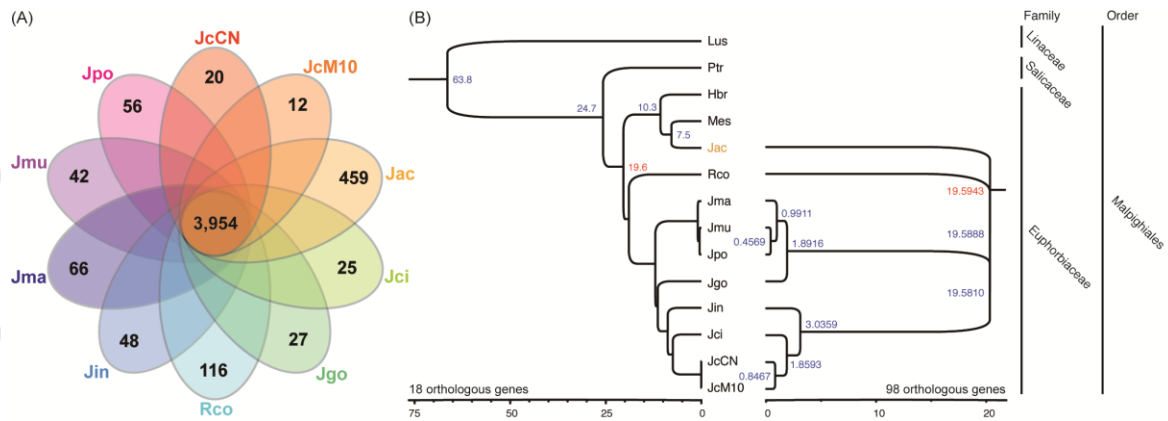 (A)
JcCN
20
JcM10
12
Jac
459
Jci
25
Jgo
27
Rco
116
Jin
48
Jma
66
Jmu
42
Jpo
56
3,954
(B)
Family
Order
Lus
Ptr
Hbr
Mes
Jac
Rco
Jma
Jmu
Jpo
Jgo
Jin
Jci
JcCN
JcM10
63.8
24.7
10.3
7.5
19.6
0.9911
0.4569
1.8916
3.0359
1.8593
0.8467
19.5943
19.5888
19.5810
Linaceae
Salicaceae
Euphorbiaceae
Malpighiales
18 orthologous genes
98 orthologous genes
75 50 25 0
0 10 20